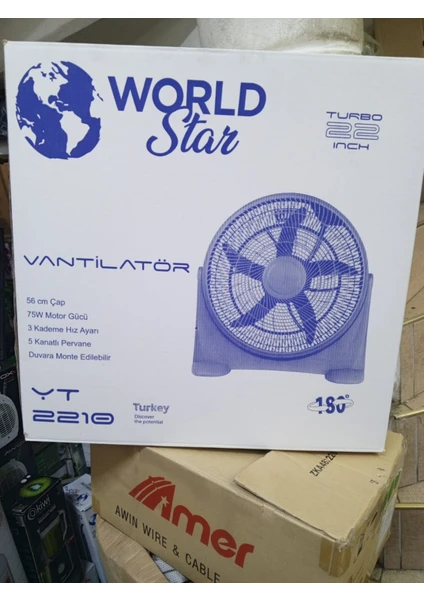 WORLD
Star
TURBO
22
INCH
VANTİLATÖR
56 cm Çap
75W Motor Gücü
3 Kademe Hız Ayarı
5 Kanatlı Pervane
Duvara Monte Edilebilir
YT
2210
Turkey
Discover
the potential
180°
Amer
AWIN WIRE & CABLE
kiwi